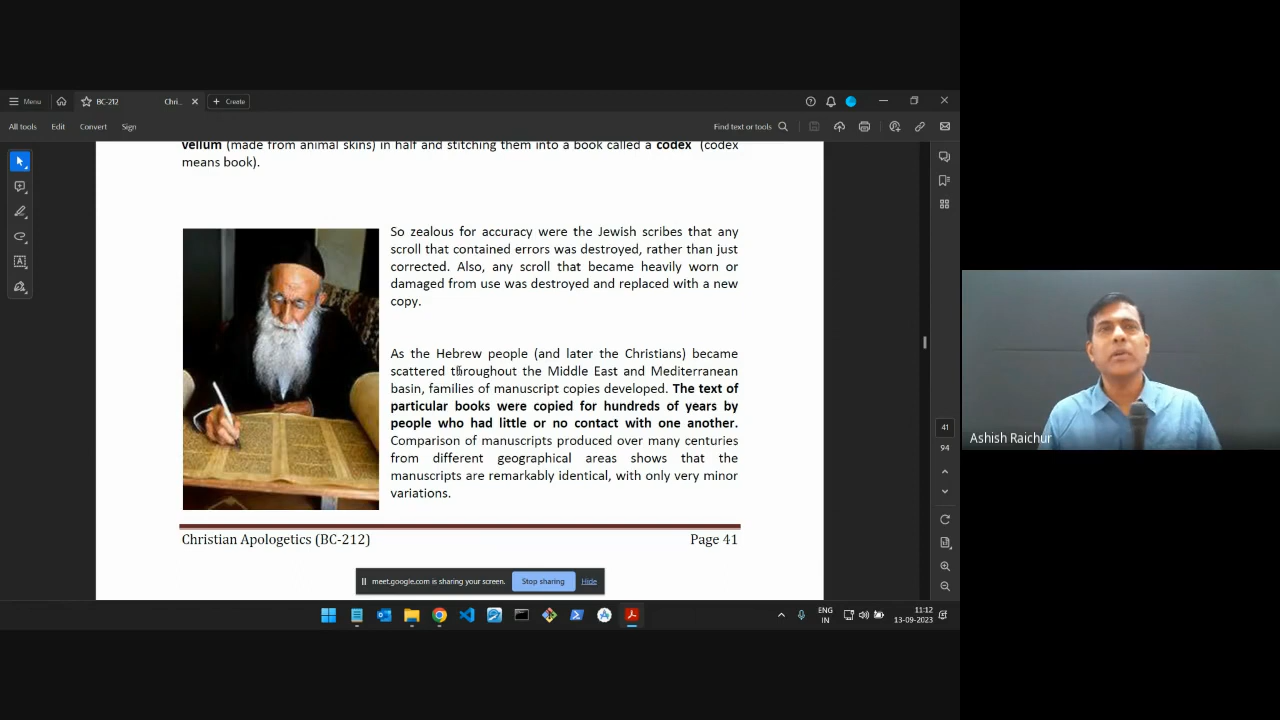 Menu
BC-212
Chri...
Create
All tools
Edit
Convert
Sign
Find text or tools
vellum (made from animal skins) in half and stitching them into a book called a codex (codex
means book).
So zealous for accuracy were the Jewish scribes that any
scroll that contained errors was destroyed, rather than just
corrected. Also, any scroll that became heavily worn or
damaged from use was destroyed and replaced with a new
copy.
As the Hebrew people (and later the Christians) became
scattered throughout the Middle East and Mediterranean
basin, families of manuscript copies developed. The text of
particular books were copied for hundreds of years by
people who had little or no contact with one another.
Comparison of manuscripts produced over many centuries
from different geographical areas shows that the
manuscripts are remarkably identical, with only very minor
variations.
Christian Apologetics (BC-212)
Page 41
41
94
meet.google.com is sharing your screen.
Stop sharing
Hide
ENG
IN
11:12
13-09-2023
Ashish Raichur